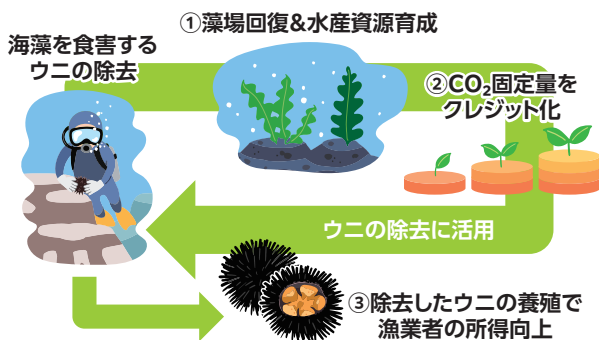 ①藻場回復&水産資源育成
海藻を食害する
ウニの除去
②CO₂固定量を
クレジット化
ウニの除去に活用
③除去したウニの養殖で
漁業者の所得向上